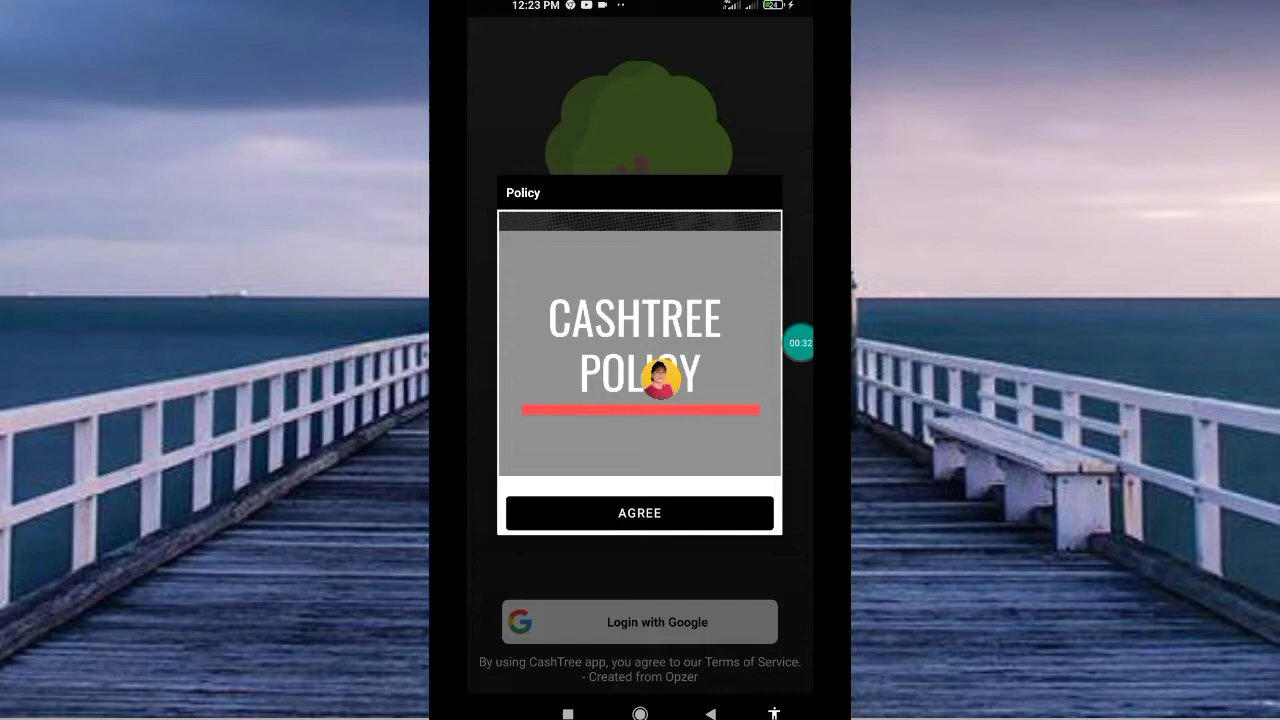 12:23 PM
24
Policy
CASHTREE
POLICY
00:32
AGREE
Login with Google
By using CashTree app, you agree to our Terms of Service.
- Created from Opzer